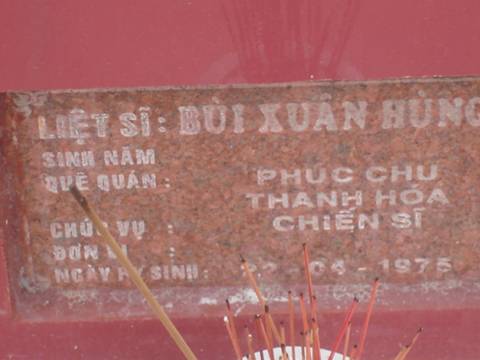 LIỆT SĨ: BÙI XUÂN HÙNG
SINH NĂM
QUÊ QUÁN : PHÚC CHU
THANH HÓA
CHỨC VỤ : CHIẾN SĨ
ĐƠN VỊ :
NGÀY HY SINH: 04 - 1975